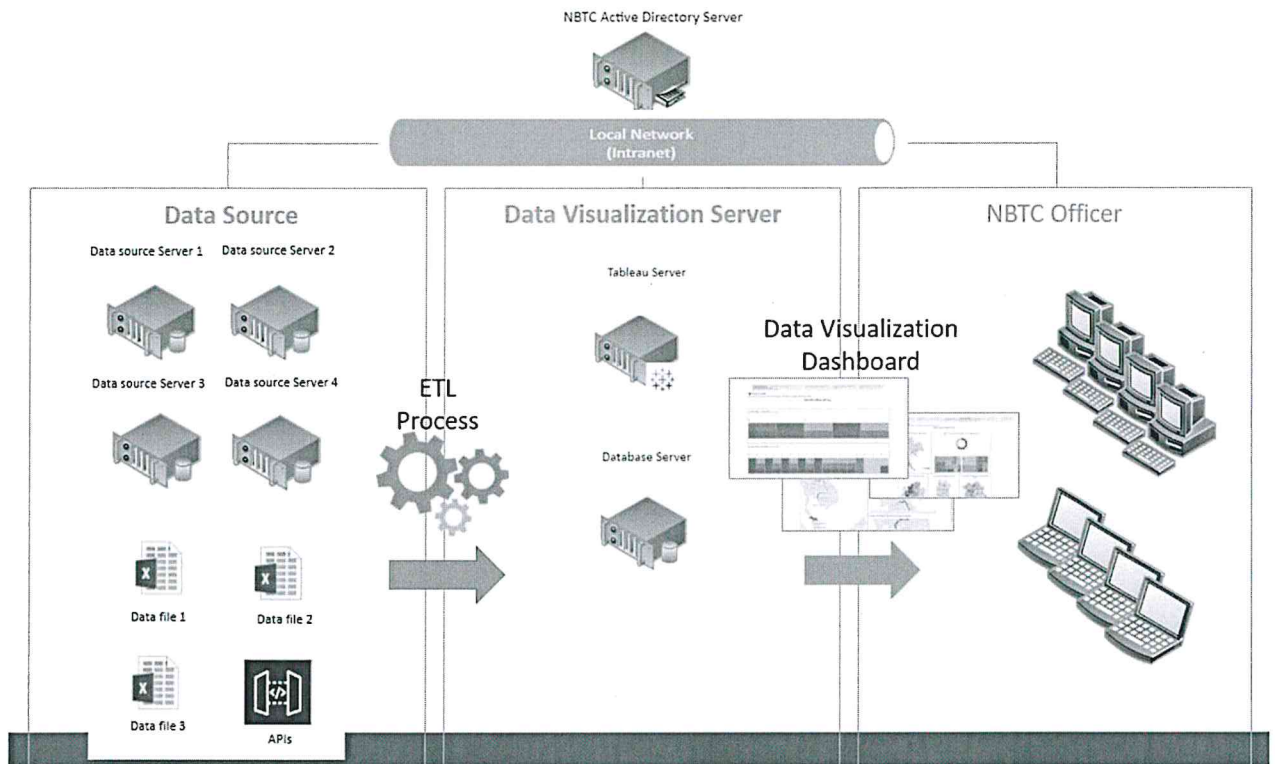 NBTC Active Directory Server
Local Network
(Intranet)
Data Source
Data source Server 1
Data source Server 2
Data source Server 3
Data source Server 4
Data file 1
Data file 2
Data file 3
APIs
ETL
Process
Data Visualization Server
Tableau Server
Database Server
Data Visualization
Dashboard
NBTC Officer